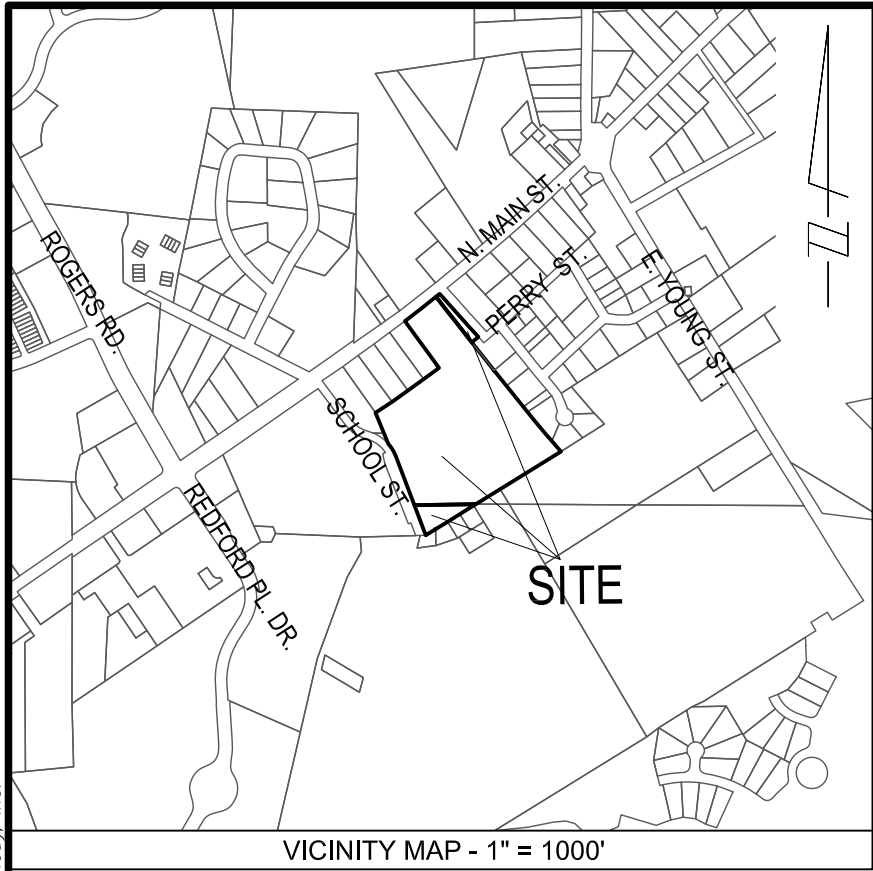 N. MAIN ST.
PERRY ST.
E. YOUNG ST.
ROGERS RD.
SCHOOL ST.
REDFORD PL. DR.
SITE
N
VICINITY MAP - 1" = 1000'